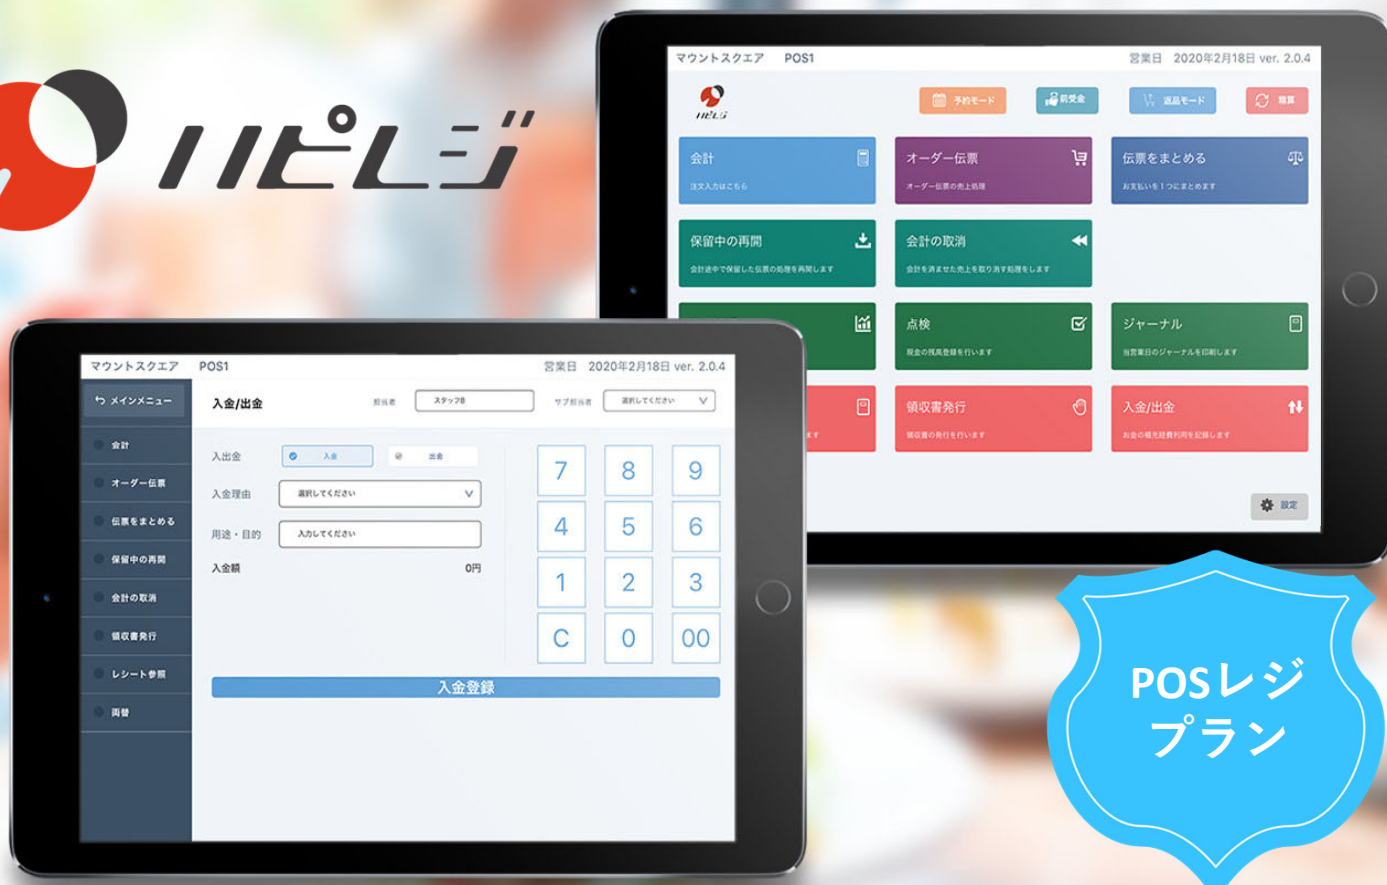 ハピレジ
マウントスクエア POS1
営業日 2020年2月18日 ver. 2.0.4
ハピレジ
予約モード
前受金
返品モード
精算
会計
注文入力はこちら
オーダー伝票
オーダー伝票の売上処理
伝票をまとめる
お支払いを1つにまとめます
保留中の再開
会計途中で保留した伝票の処理を再開します
会計の取消
会計を済ませた売上を取り消す処理をします
点検
現金の残高登録を行います
ジャーナル
当営業日のジャーナルを印刷します
ます
領収書発行
領収書の発行を行います
入金/出金
お金の補充経費利用を記録します
設定
マウントスクエア POS1
営業日 2020年2月18日 ver. 2.0.4
メインメニュー
会計
オーダー伝票
伝票をまとめる
保留中の再開
会計の取消
領収書発行
レシート参照
両替
入金/出金
担当者 スタッフB
サブ担当者 選択してください
入出金 入金 出金
入金理由 選択してください
用途・目的 入力してください
入金額 0円
7 8 9
4 5 6
1 2 3
C 0 00
入金登録
POSレジ
プラン